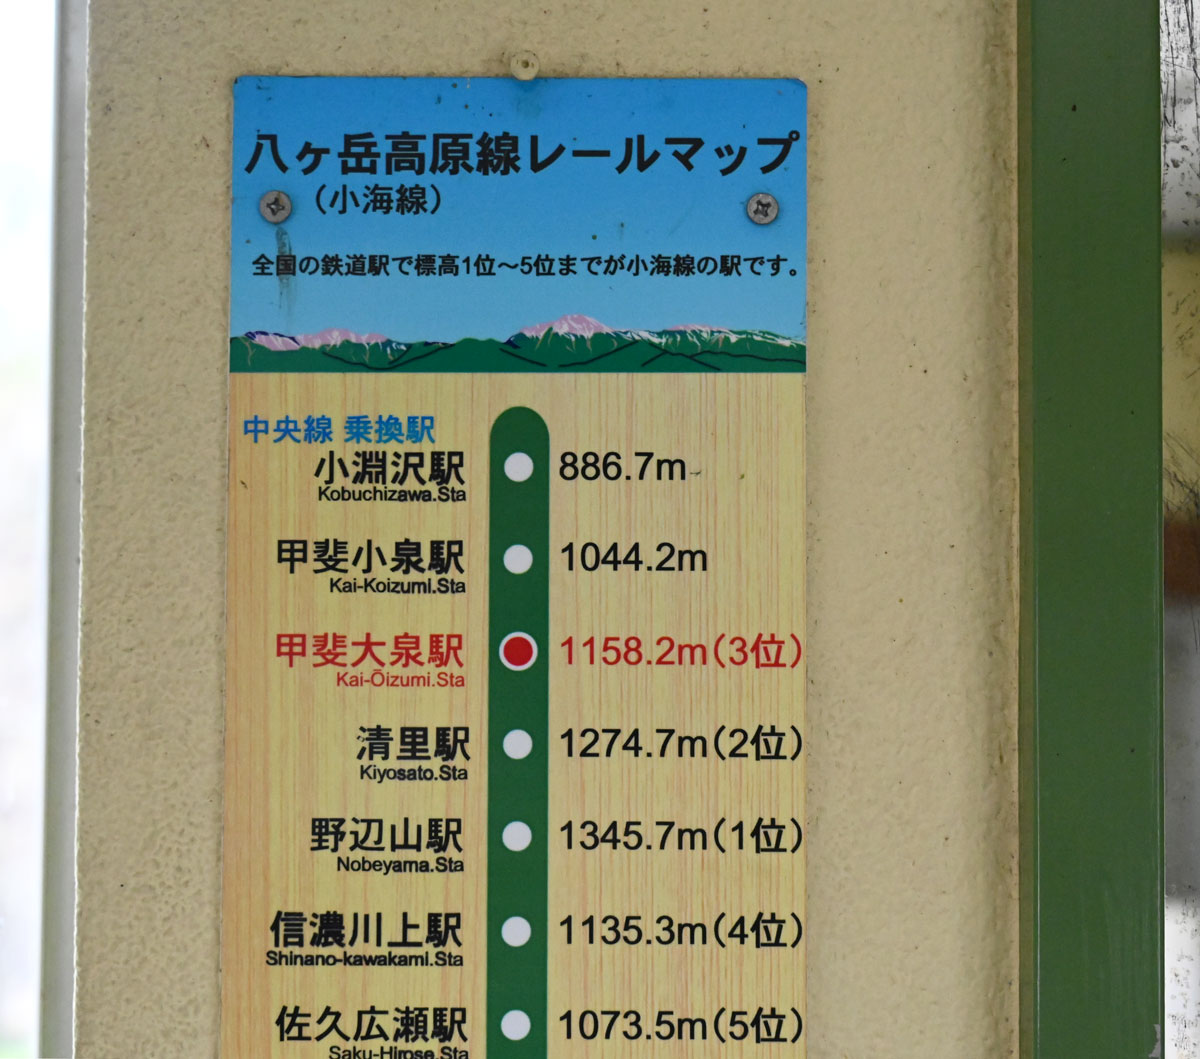 八ヶ岳高原線レールマップ
（小海線）
全国の鉄道駅で標高1位～5位までが小海線の駅です。
中央線 乗換駅
小淵沢駅 886.7m
Kobuchizawa.Sta
甲斐小泉駅 1044.2m
Kai-Koizumi.Sta
甲斐大泉駅 1158.2m(3位)
Kai-Ōizumi.Sta
清里駅 1274.7m(2位)
Kiyosato.Sta
野辺山駅 1345.7m(1位)
Nobeyama.Sta
信濃川上駅 1135.3m(4位)
Shinano-kawakami.Sta
佐久広瀬駅 1073.5m(5位)
Saku-Hirose.Sta